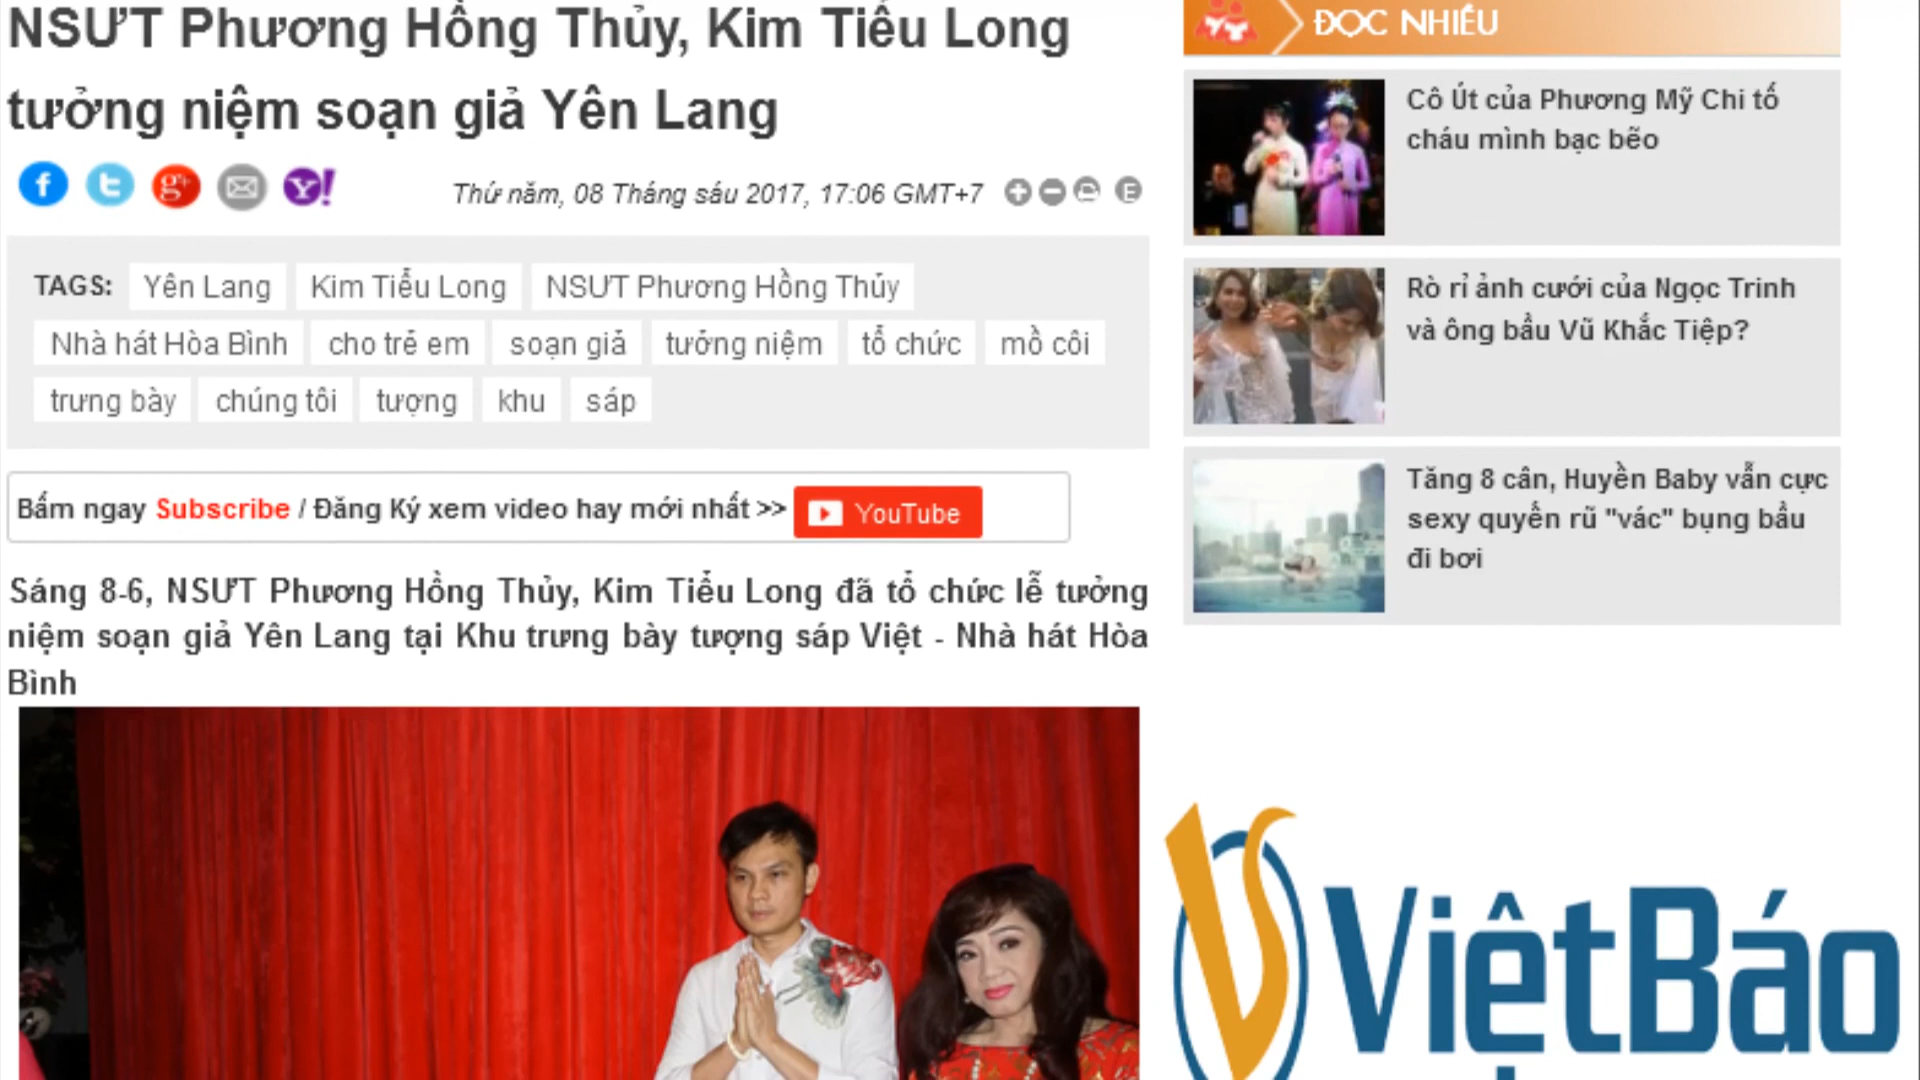 NSƯT Phương Hồng Thủy, Kim Tiểu Long
tưởng niệm soạn giả Yên Lang
f t g+ Y!
Thứ năm, 08 Tháng sáu 2017, 17:06 GMT+7
E
TAGS: Yên Lang Kim Tiểu Long NSƯT Phương Hồng Thủy
Nhà hát Hòa Bình cho trẻ em soạn giả tưởng niệm tổ chức mồ côi
trưng bày chúng tôi tượng khu sáp
Bấm ngay Subscribe / Đăng Ký xem video hay mới nhất >> YouTube
Sáng 8-6, NSƯT Phương Hồng Thủy, Kim Tiểu Long đã tổ chức lễ tưởng
niệm soạn giả Yên Lang tại Khu trưng bày tượng sáp Việt - Nhà hát Hòa
Bình
ĐỌC NHIỀU
Cô Út của Phương Mỹ Chi tố
cháu mình bạc bẽo
Rò rỉ ảnh cưới của Ngọc Trinh
và ông bầu Vũ Khắc Tiệp?
Tăng 8 cân, Huyền Baby vẫn cực
sexy quyến rũ "vác" bụng bầu
đi bơi
ViệtBáo